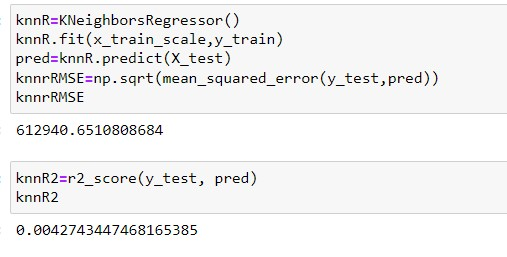 knnR=KNeighborsRegressor()
knnR.fit(x_train_scale,y_train)
pred=knnR.predict(X_test)
knnrRMSE=np.sqrt(mean_squared_error(y_test,pred))
knnrRMSE
612940.6510808684
knnR2=r2_score(y_test, pred)
knnR2
0.0042743447468165385